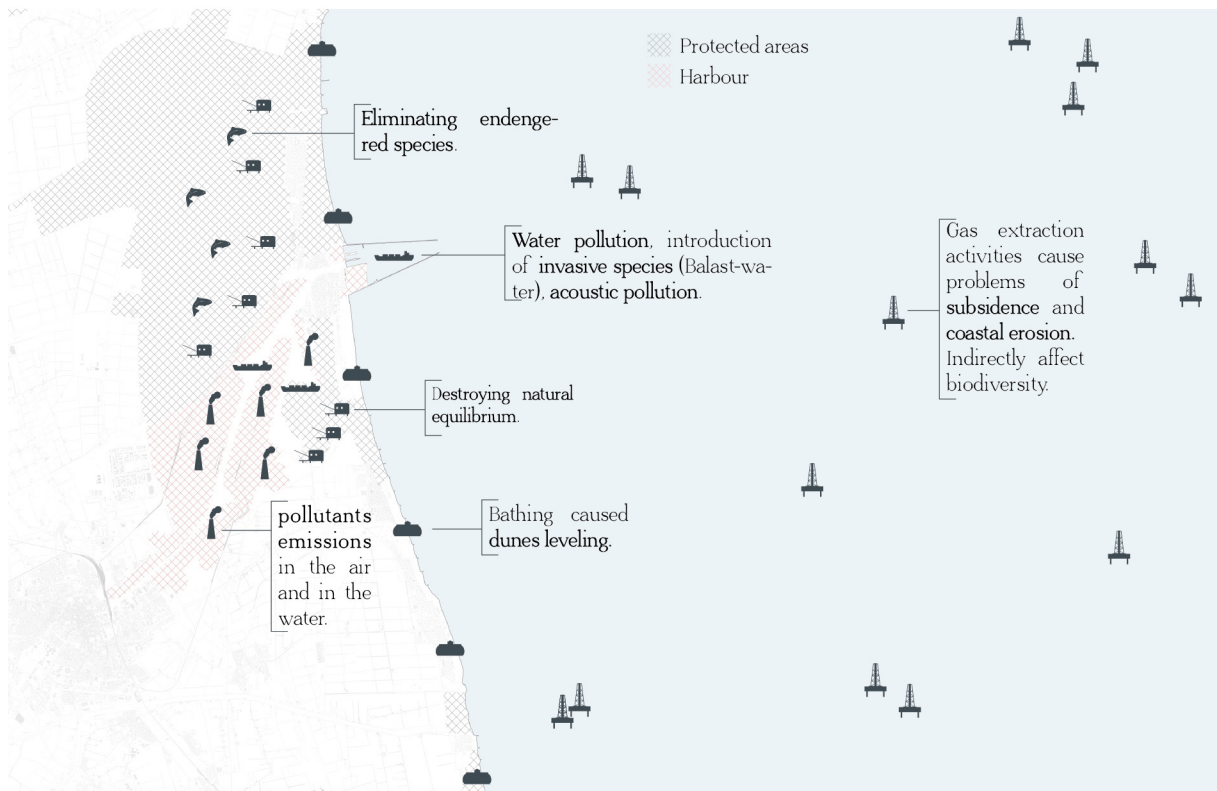 Protected areas
Harbour
Eliminating endenge-
red species.
Water pollution, introduction
of invasive species (Balast-wa-
ter), acoustic pollution.
Gas extraction
activities cause
problems of
subsidence and
coastal erosion.
Indirectly affect
biodiversity.
Destroying natural
equilibrium.
Bathing caused
dunes leveling.
pollutants
emissions
in the air
and in the
water.